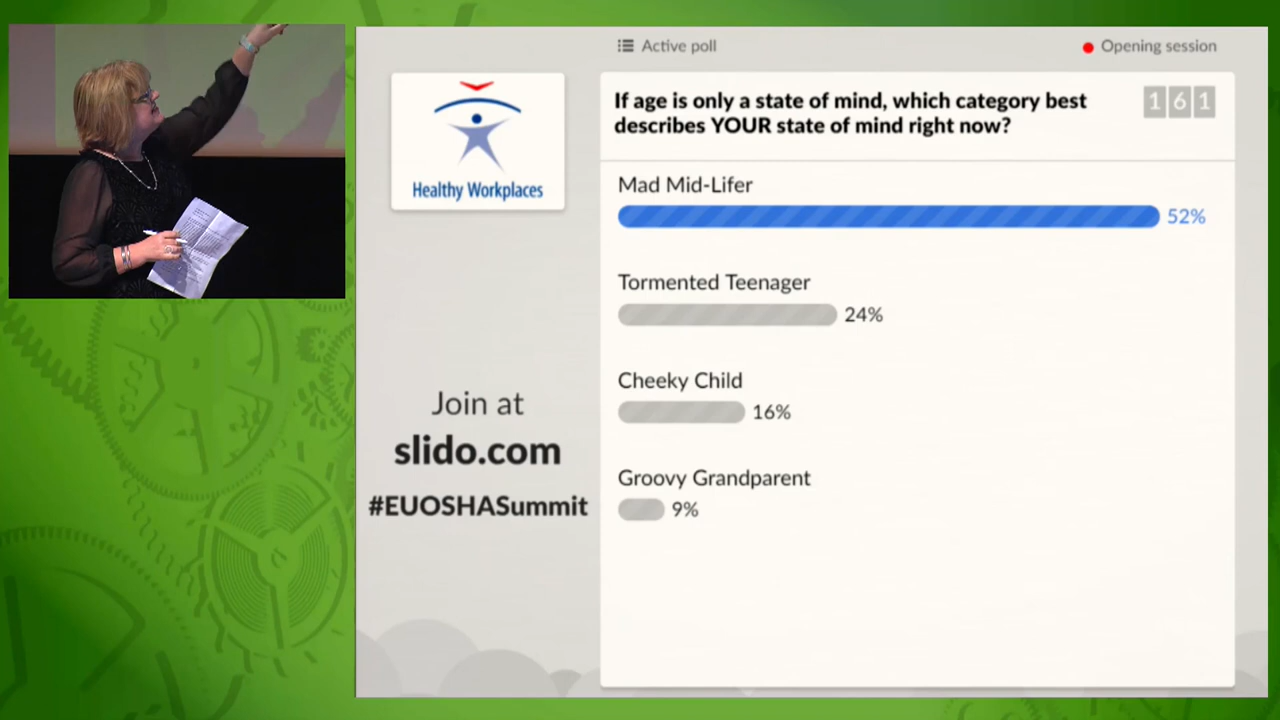 Active poll
Opening session
Healthy Workplaces
If age is only a state of mind, which category best
describes YOUR state of mind right now?
161
Mad Mid-Lifer
52%
Tormented Teenager
24%
Cheeky Child
16%
Groovy Grandparent
9%
Join at
slido.com
#EUOSHASummit